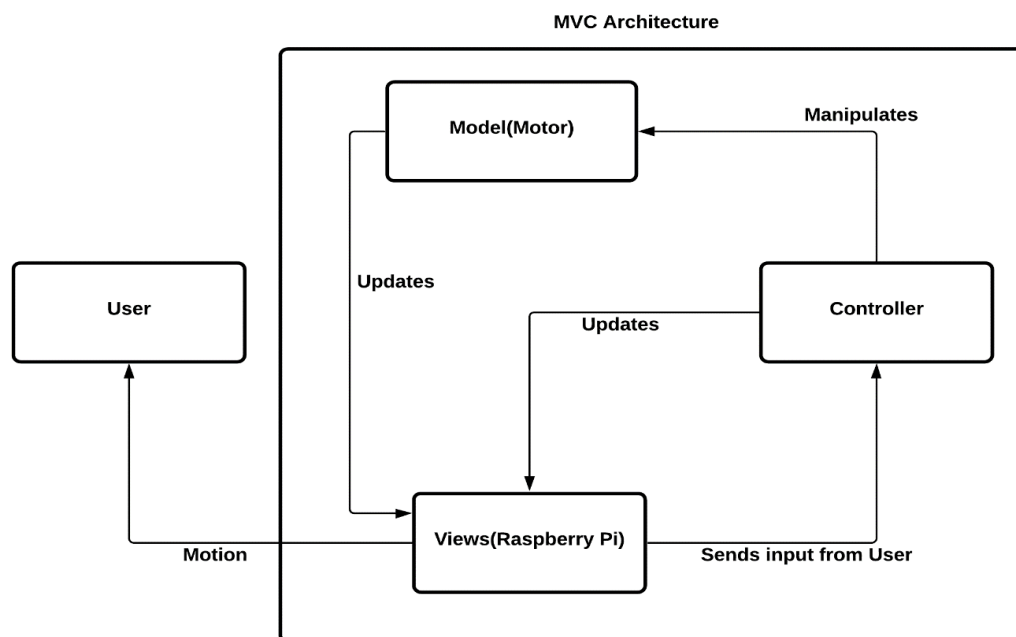 MVC Architecture
Model(Motor)
Manipulates
Updates
User
Updates
Controller
Views(Raspberry Pi)
Motion
Sends input from User